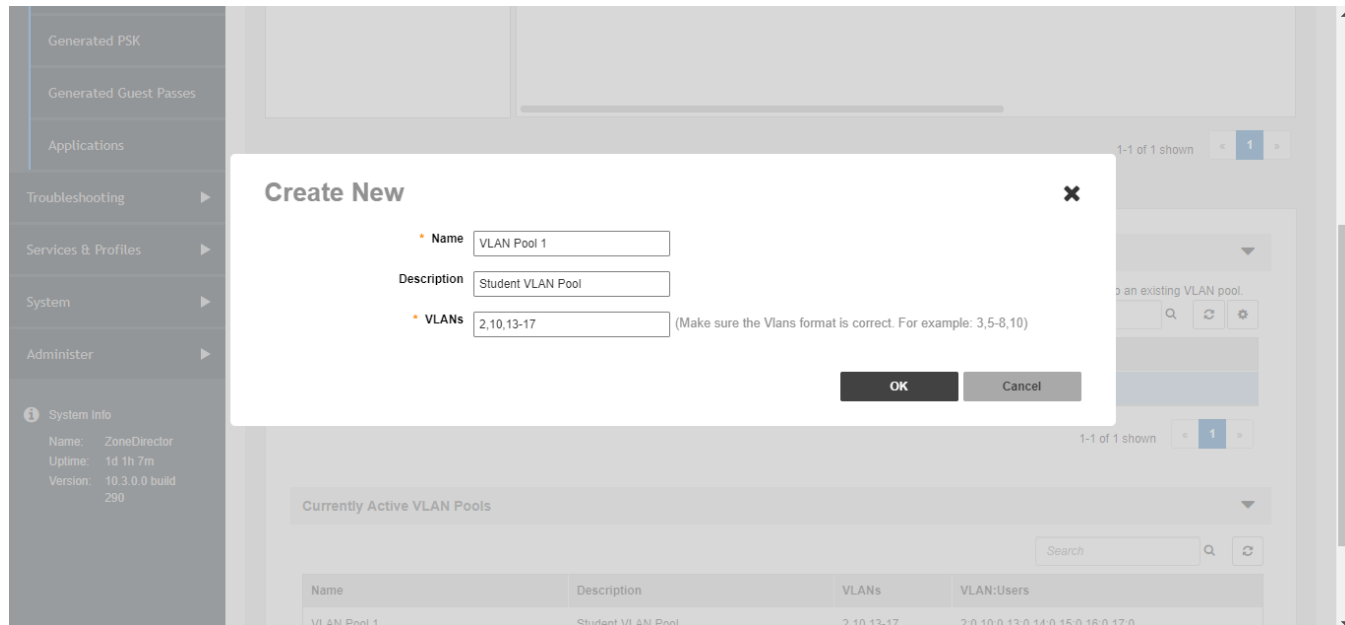 Generated PSK
Generated Guest Passes
Applications
Troubleshooting
Services & Profiles
System
Administer
System Info
Name: ZoneDirector
Uptime: 1d 1h 7m
Version: 10.3.0.0 build
290
1-1 of 1 shown « 1 »
Create New
* Name VLAN Pool 1
Description Student VLAN Pool
* VLANs 2,10,13-17 (Make sure the Vlans format is correct. For example: 3,5-8,10)
OK Cancel
an existing VLAN pool.
1-1 of 1 shown « 1 »
Currently Active VLAN Pools
Search
Name Description VLANs VLAN:Users
VLAN Pool 1 Student VLAN Pool 2,10,13-17 2:0,10:0,13:0,14:0,15:0,16:0,17:0